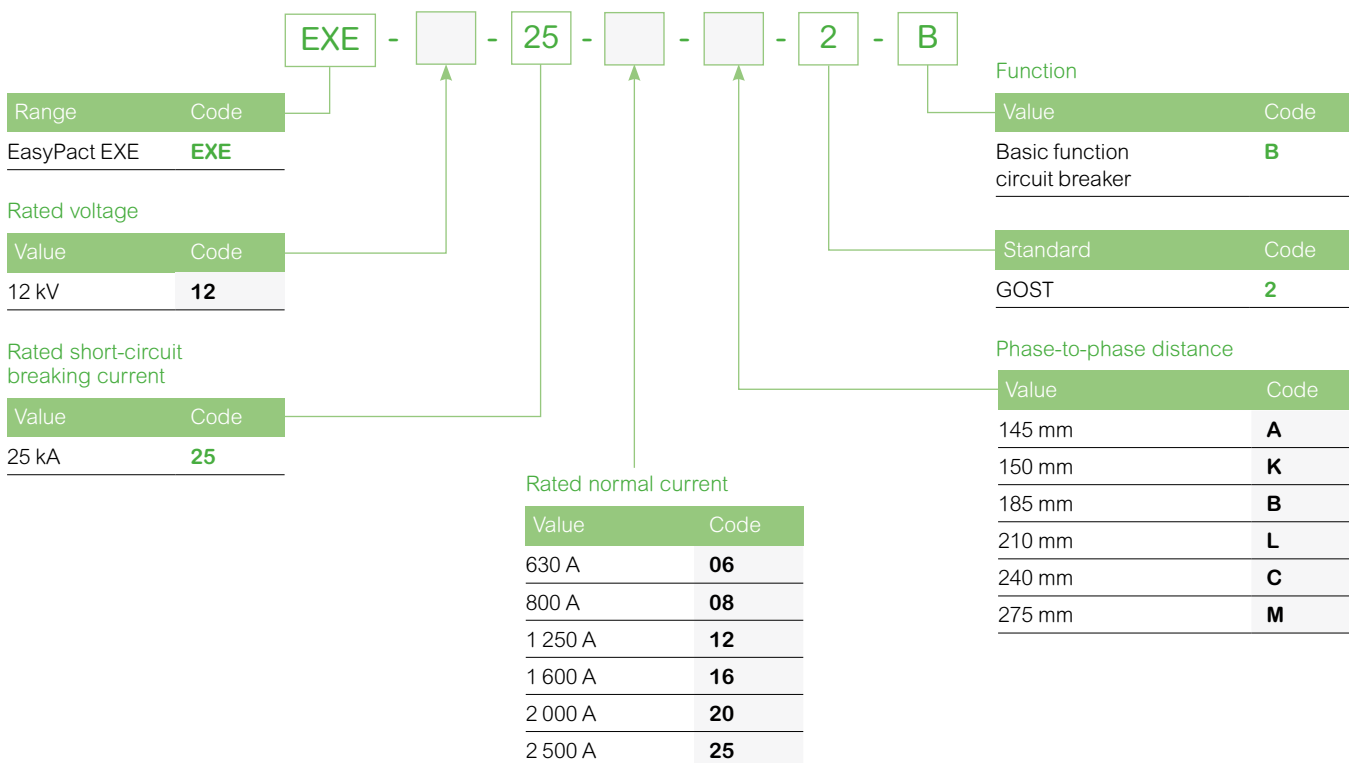 EXE - - 25 - - - 2 - B
Range Code
EasyPact EXE EXE
Rated voltage
Value Code
12 kV 12
Rated short-circuit
breaking current
Value Code
25 kA 25
Rated normal current
Value Code
630 A 06
800 A 08
1 250 A 12
1 600 A 16
2 000 A 20
2 500 A 25
Function
Value Code
Basic function B
circuit breaker
Standard Code
GOST 2
Phase-to-phase distance
Value Code
145 mm A
150 mm K
185 mm B
210 mm L
240 mm C
275 mm M